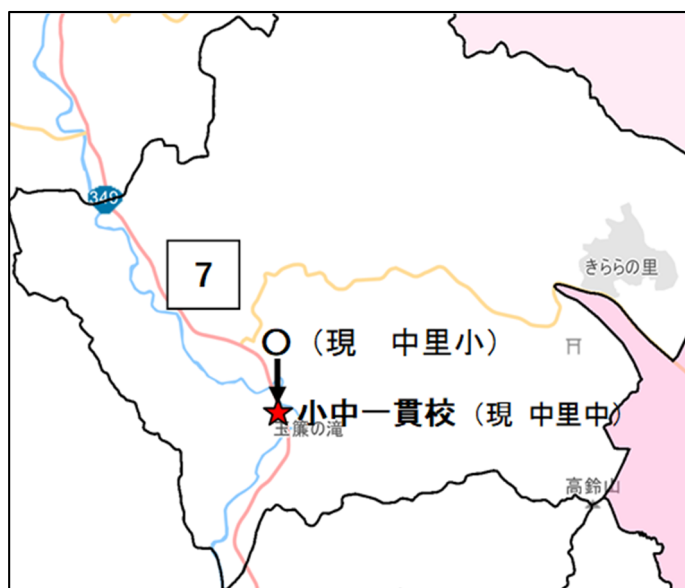 349
きららの里
7
（現　中里小）
小中一貫校（現 中里中）
玉簾の滝
高鈴山